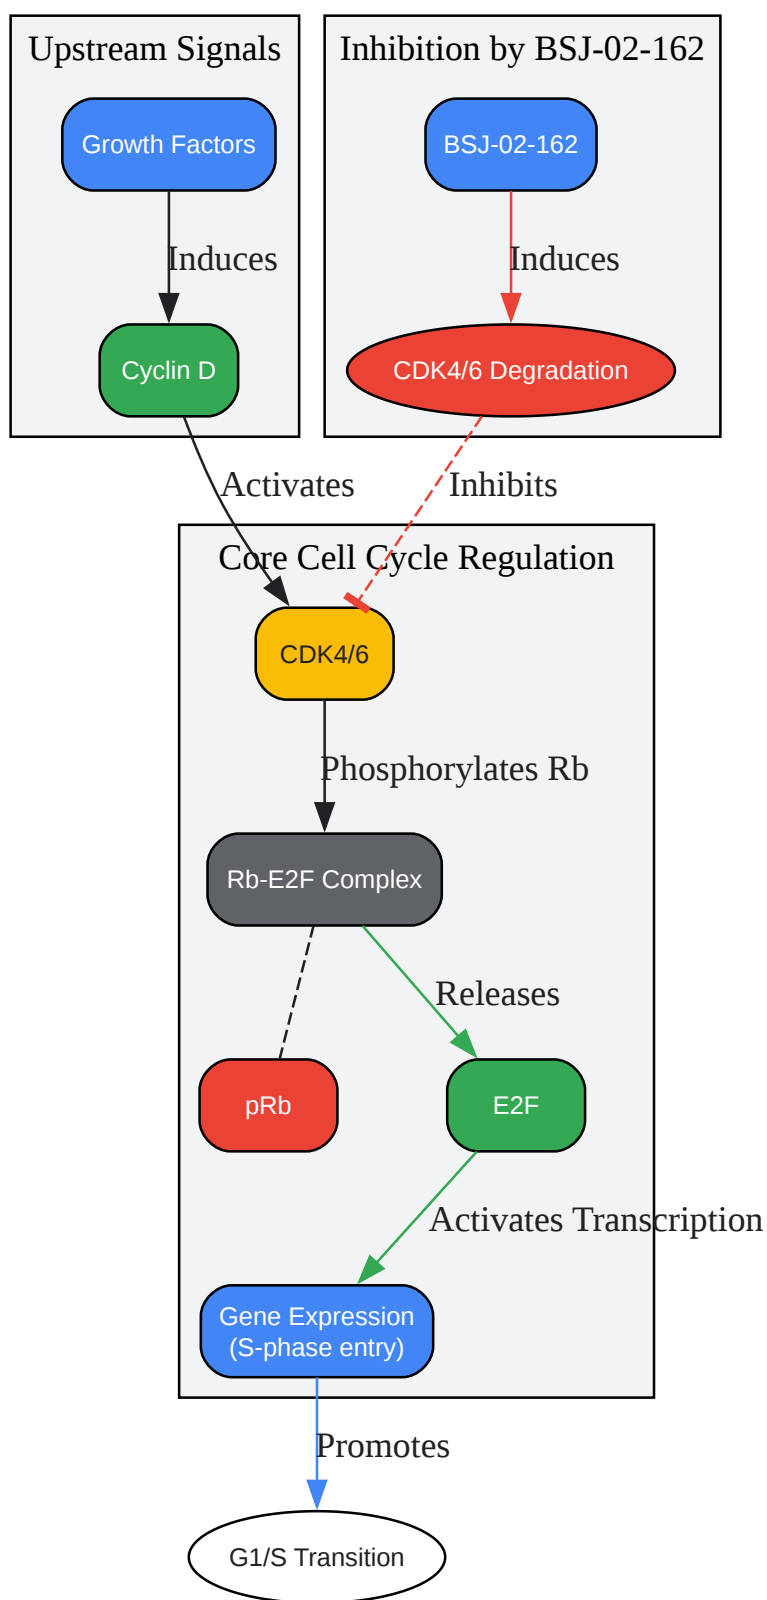 Upstream Signals
Inhibition by BSJ-02-162
Growth Factors
BSJ-02-162
Induces
Induces
Cyclin D
CDK4/6 Degradation
Activates
Inhibits
Core Cell Cycle Regulation
CDK4/6
Phosphorylates Rb
Rb-E2F Complex
Releases
pRb
E2F
Activates Transcription
Gene Expression
(S-phase entry)
Promotes
G1/S Transition